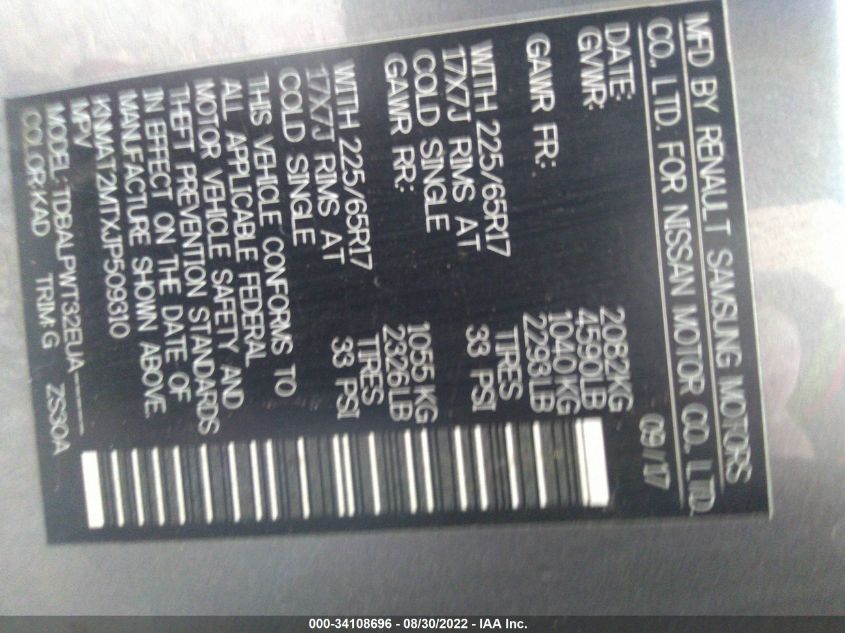 MFD BY RENAULT SAMSUNG MOTORS
CO., LTD. FOR NISSAN MOTOR CO. LTD.
DATE: 09/17
GVWR: 2082KG
4590LB
GAWR FR: 1040 KG
2293LB
WITH 225/65R17 TIRES
17X7J RIMS AT 33 PSI
COLD SINGLE
GAWR RR: 1055 KG
2326LB
WITH 225/65R17 TIRES
17X7J RIMS AT 33 PSI
COLD SINGLE
THIS VEHICLE CONFORMS TO
ALL APPLICABLE FEDERAL
MOTOR VEHICLE SAFETY AND
THEFT PREVENTION STANDARDS
IN EFFECT ON THE DATE OF
MANUFACTURE SHOWN ABOVE.
KNMAT2MTXJP509310
MPV
MODEL: TDBALPWT32EUA-----
COLOR:KAD TRIM:G ZS30A
000-34108696 - 08/30/2022 - IAA Inc.